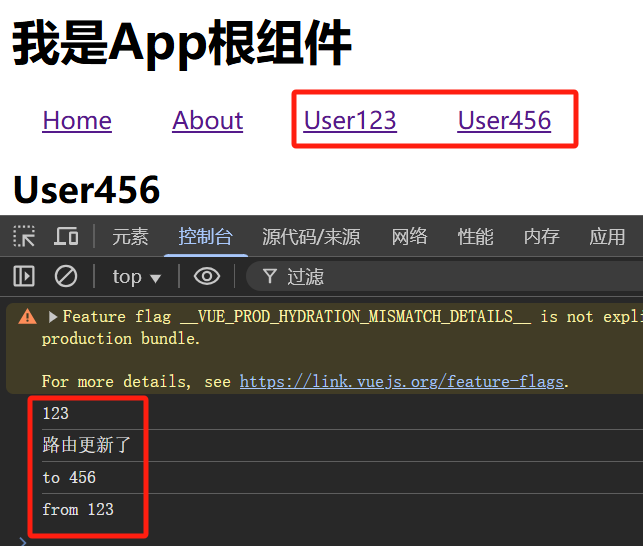 我是App根组件
Home About User123 User456
User456
元素 控制台 源代码/来源 网络 性能 内存 应用
top 过滤
Feature flag __VUE_PROD_HYDRATION_MISMATCH_DETAILS__ is not expli
production bundle.
For more details, see https://link.vuejs.org/feature-flags.
123
路由更新了
to 456
from 123